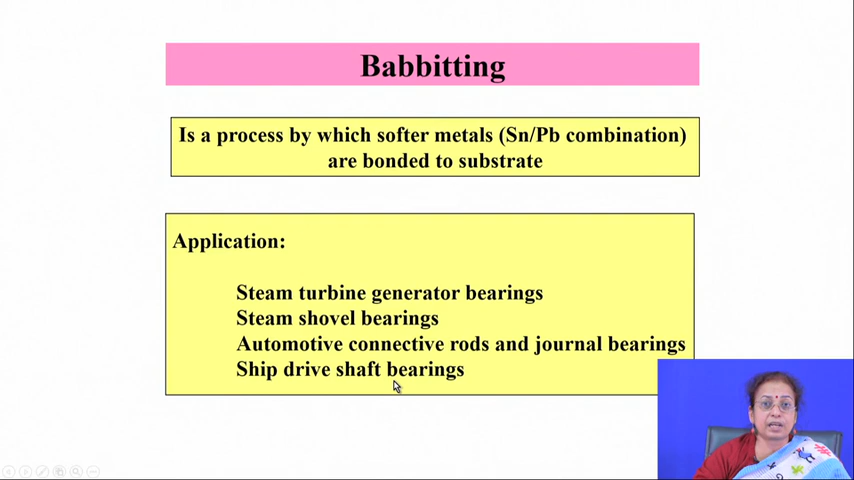 Babbitting
Is a process by which softer metals (Sn/Pb combination)
are bonded to substrate
Application:
Steam turbine generator bearings
Steam shovel bearings
Automotive connective rods and journal bearings
Ship drive shaft bearings